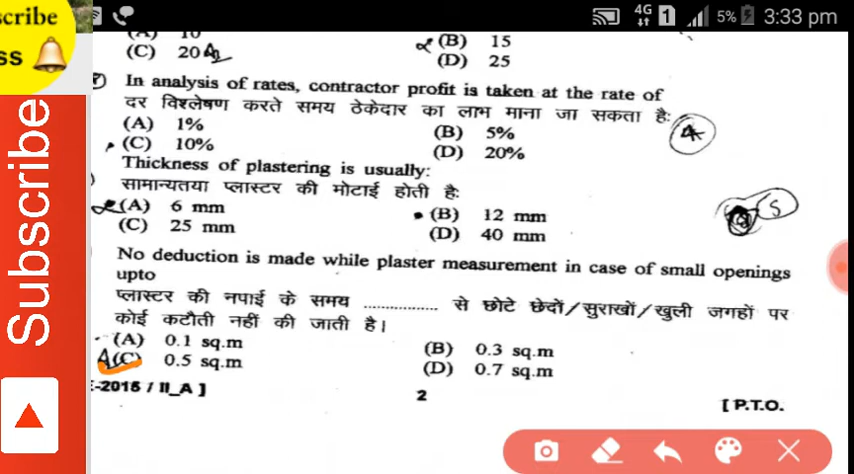 scribe
ss
4G 1 5% 3:33 pm
(A) 10
(B) 15
(C) 20
(D) 25
In analysis of rates, contractor profit is taken at the rate of
दर विश्लेषण करते समय ठेकेदार का लाभ माना जा सकता है:
(A) 1%
(B) 5%
(C) 10%
(D) 20%
Thickness of plastering is usually:
सामान्यतया प्लास्टर की मोटाई होती है:
(A) 6 mm
(B) 12 mm
(C) 25 mm
(D) 40 mm
S
No deduction is made while plaster measurement in case of small openings
upto
प्लास्टर की नपाई के समय ................ से छोटे छेदों/सुराखों/खुली जगहों पर
कोई कटौती नहीं की जाती है।
(A) 0.1 sq.m
(B) 0.3 sq.m
(C) 0.5 sq.m
(D) 0.7 sq.m
E-2015 / II_A ]
2
[ P.T.O.
Subscribe